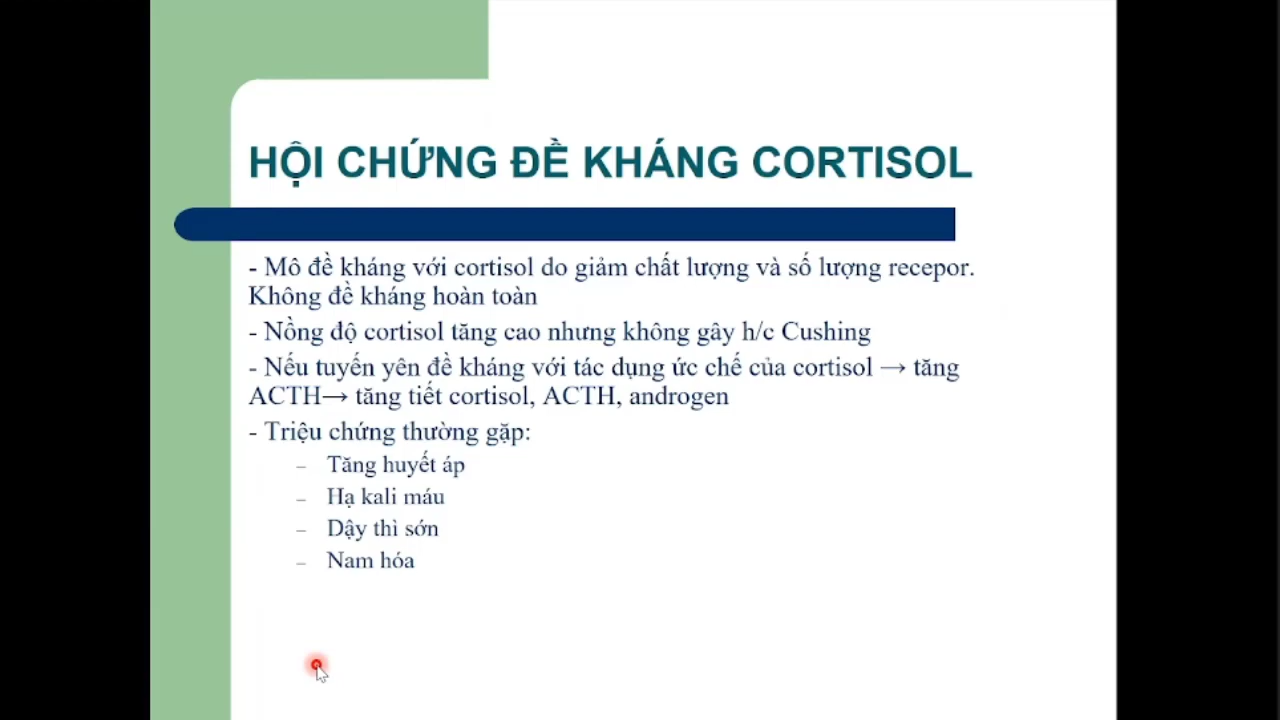 HỘI CHỨNG ĐỀ KHÁNG CORTISOL
- Mô đề kháng với cortisol do giảm chất lượng và số lượng recepor.
Không đề kháng hoàn toàn
- Nồng độ cortisol tăng cao nhưng không gây h/c Cushing
- Nếu tuyến yên đề kháng với tác dụng ức chế của cortisol → tăng
ACTH→ tăng tiết cortisol, ACTH, androgen
- Triệu chứng thường gặp:
– Tăng huyết áp
– Hạ kali máu
– Dậy thì sớn
– Nam hóa